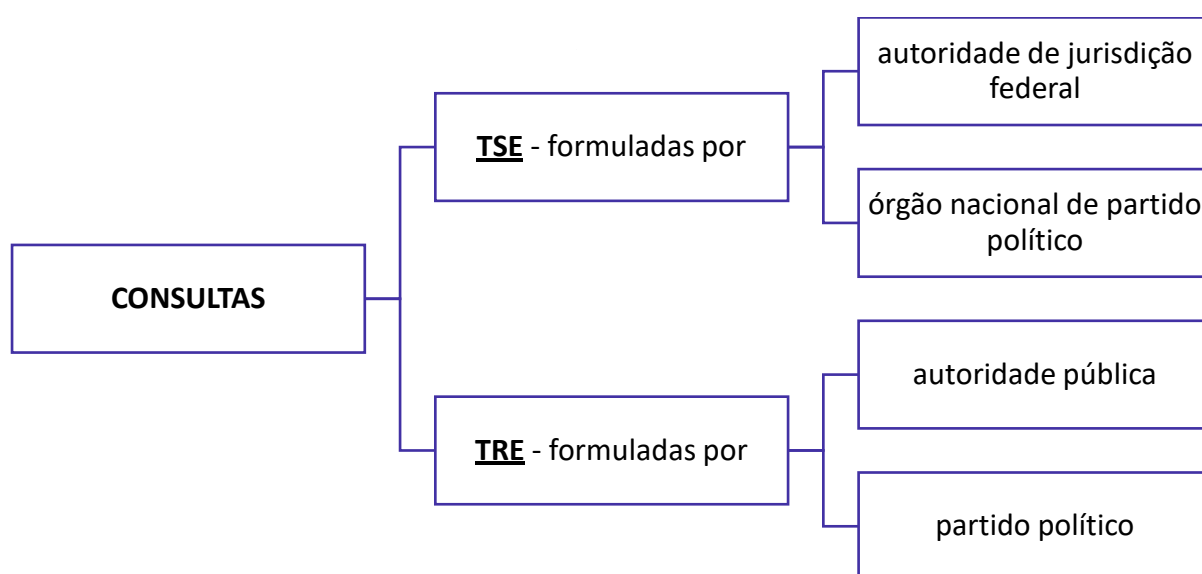 CONSULTAS
TSE - formuladas por
autoridade de jurisdição
federal
órgão nacional de partido
político
TRE - formuladas por
autoridade pública
partido político